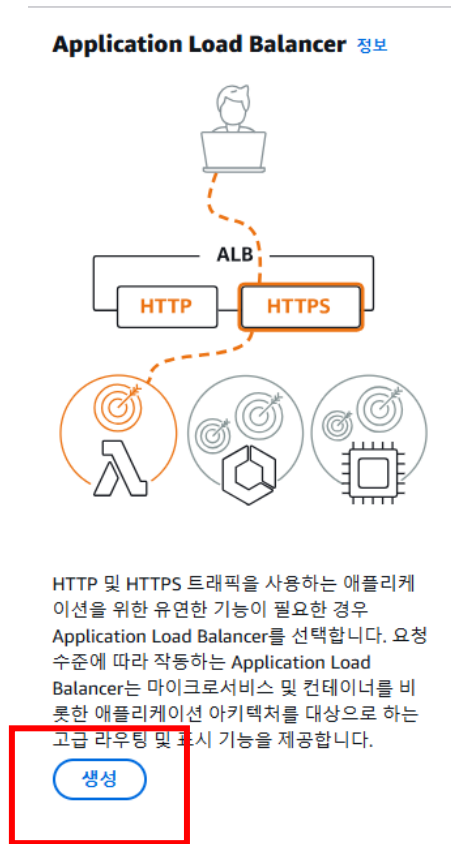 Application Load Balancer 정보
ALB
HTTP
HTTPS
HTTP 및 HTTPS 트래픽을 사용하는 애플리케
이션을 위한 유연한 기능이 필요한 경우
Application Load Balancer를 선택합니다. 요청
수준에 따라 작동하는 Application Load
Balancer는 마이크로서비스 및 컨테이너를 비
롯한 애플리케이션 아키텍처를 대상으로 하는
고급 라우팅 및 표시 기능을 제공합니다.
생성